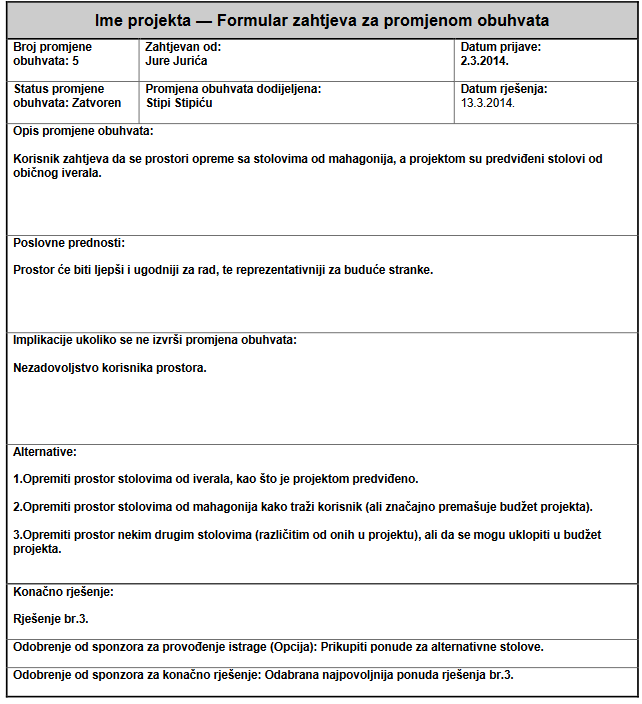 Ime projekta — Formular zahtjeva za promjenom obuhvata
Broj promjene
obuhvata: 5
Zahtjevan od:
Jure Jurića
Datum prijave:
2.3.2014.
Status promjene
obuhvata: Zatvoren
Promjena obuhvata dodijeljena:
Stipi Stipiću
Datum rješenja:
13.3.2014.
Opis promjene obuhvata:
Korisnik zahtjeva da se prostori opreme sa stolovima od mahagonija, a projektom su predviđeni stolovi od
običnog iverala.
Poslovne prednosti:
Prostor će biti ljepši i ugodniji za rad, te reprezentativniji za buduće stranke.
Implikacije ukoliko se ne izvrši promjena obuhvata:
Nezadovoljstvo korisnika prostora.
Alternative:
1.Opremiti prostor stolovima od iverala, kao što je projektom predviđeno.
2.Opremiti prostor stolovima od mahagonija kako traži korisnik (ali značajno premašuje budžet projekta).
3.Opremiti prostor nekim drugim stolovima (različitim od onih u projektu), ali da se mogu uklopiti u budžet
projekta.
Konačno rješenje:
Rješenje br.3.
Odobrenje od sponzora za provođenje istrage (Opcija): Prikupiti ponude za alternativne stolove.
Odobrenje od sponzora za konačno rješenje: Odabrana najpovoljnija ponuda rješenja br.3.